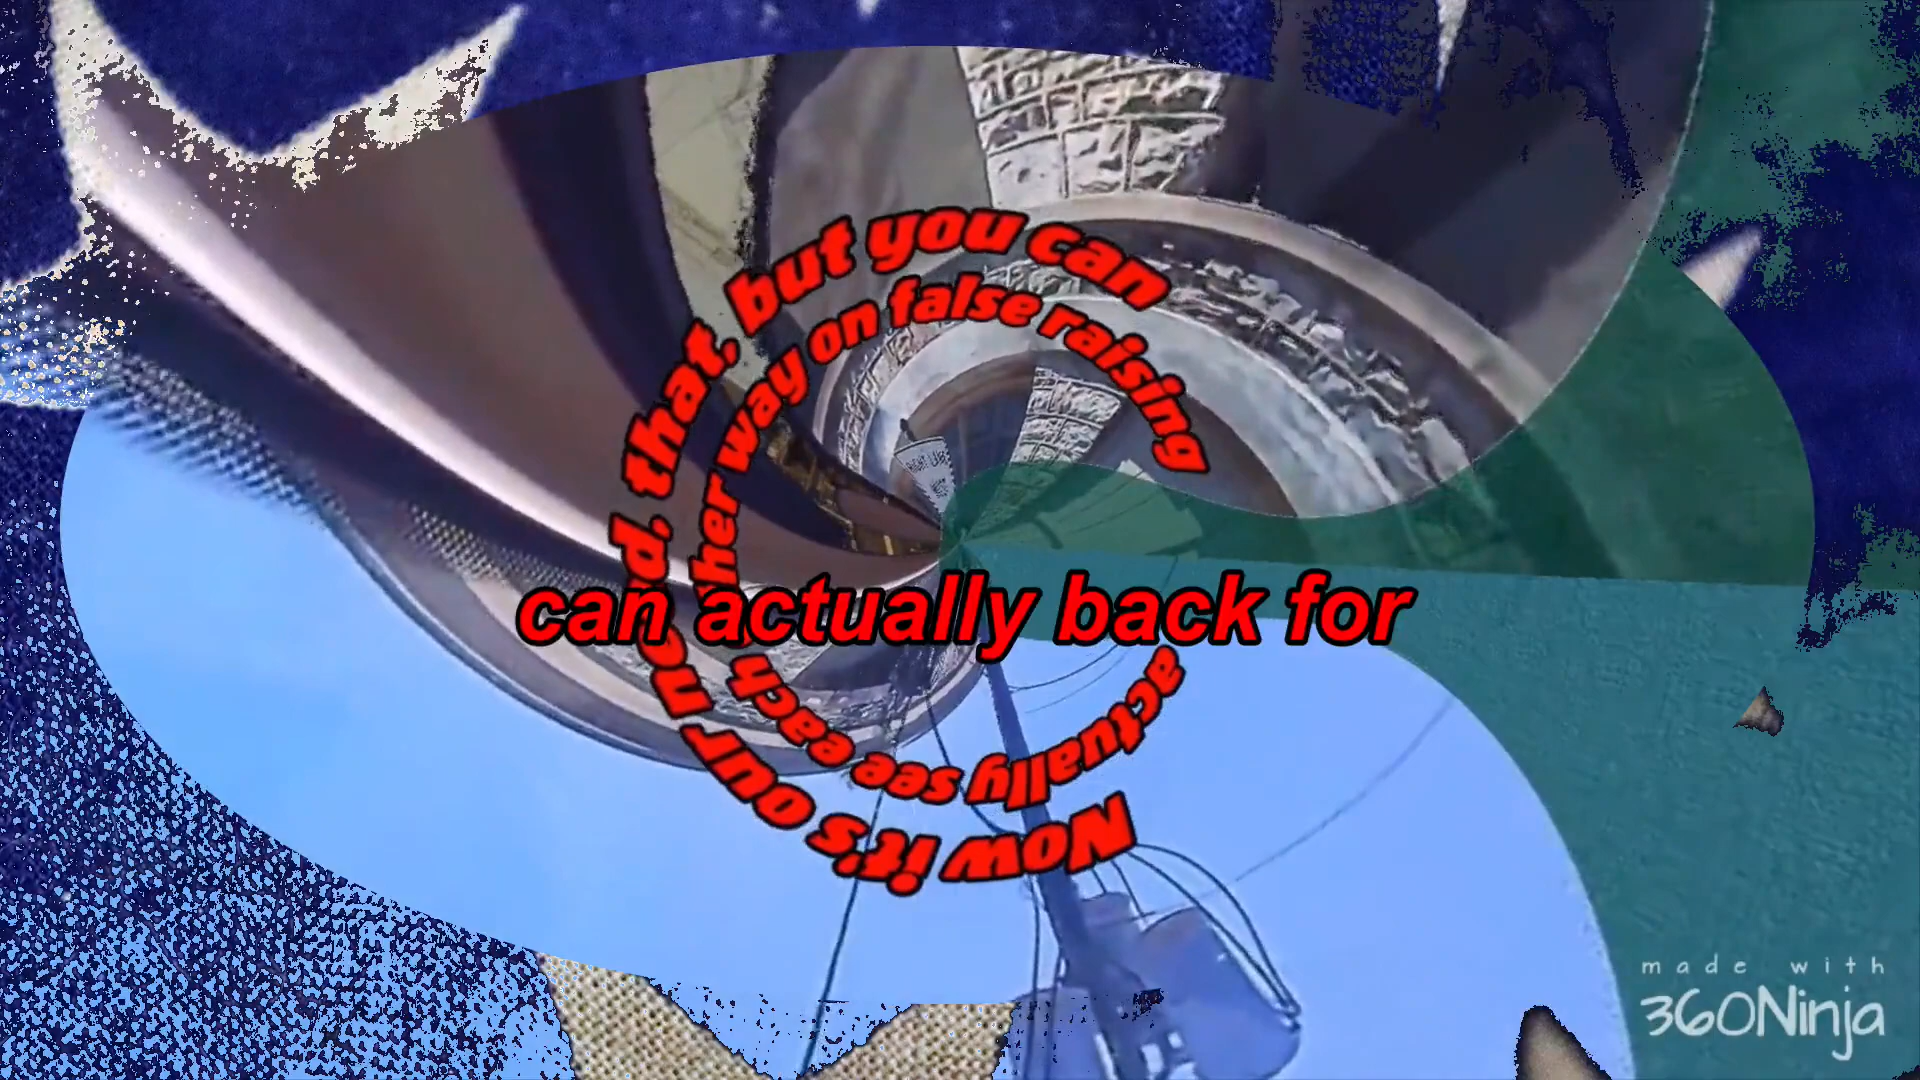 Now it's our need, that, but you can
actually see each other way on false raising
can actually back for
made with
360Ninja